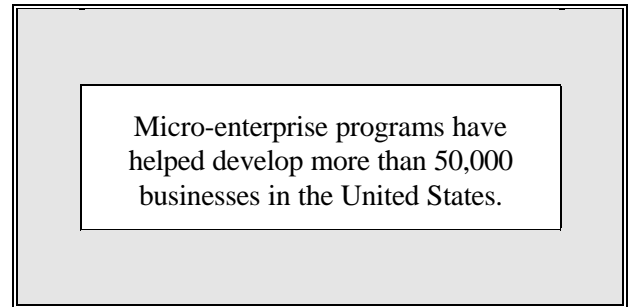 Micro-enterprise programs have
helped develop more than 50,000
businesses in the United States.